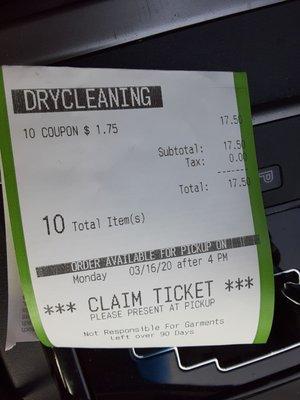 DRYCLEANING
10 COUPON $ 1.75
17.50
Subtotal: 17.50
Tax: 0.00
Total: 17.50
10 Total Item(s)
ORDER AVAILABLE FOR PICKUP ON
Monday 03/16/20 after 4 PM
*** CLAIM TICKET ***
PLEASE PRESENT AT PICKUP
Not Responsible For Garments
Left over 90 Days